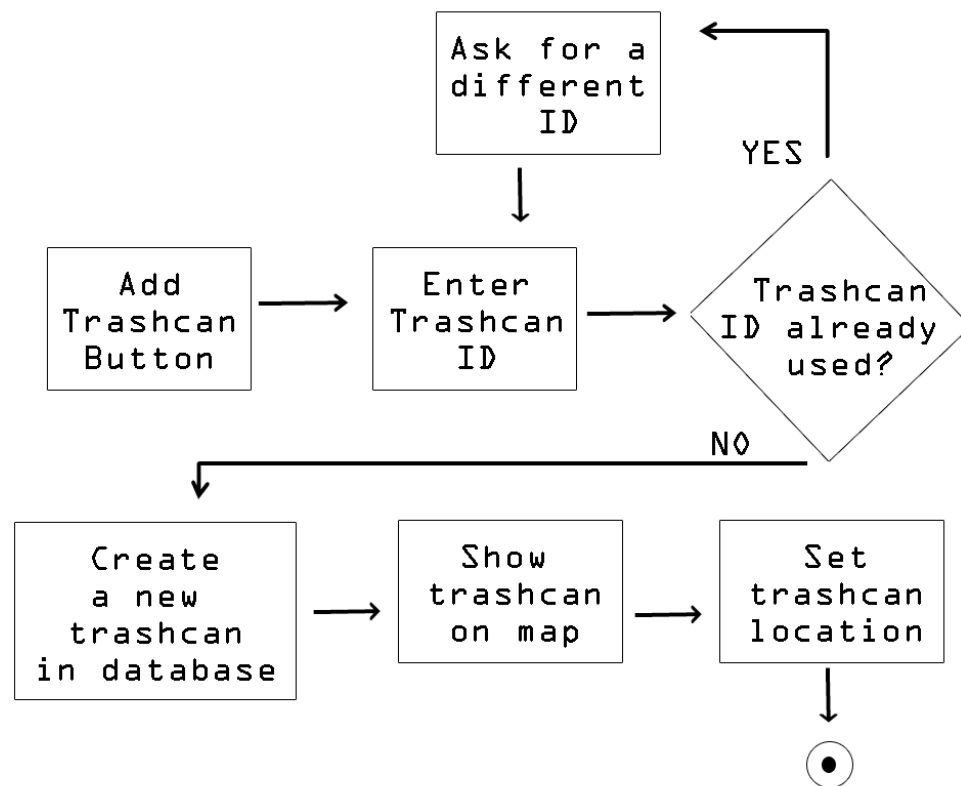 Ask for a
different
ID
YES
Add
Trashcan
Button
Enter
Trashcan
ID
Trashcan
ID already
used?
NO
Create
a new
trashcan
in database
Show
trashcan
on map
Set
trashcan
location